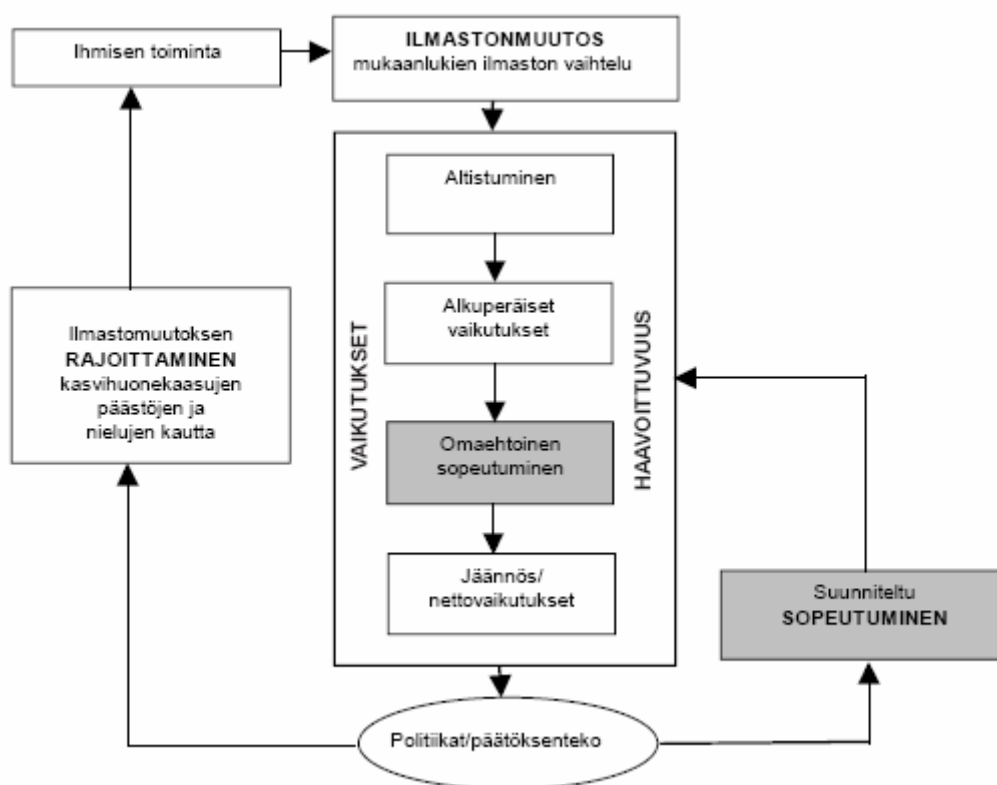 Ihmisen toiminta
ILMASTONMUUTOS
mukaanlukien ilmaston vaihtelu
Altistuminen
Alkuperäiset
vaikutukset
VAIKUTUKSET
HAAVOITTUVUUS
Ilmastomuutoksen
RAJOITTAMINEN
kasvihuonekaasujen
päästöjen ja
nielujen kautta
Omaehtoinen
sopeutuminen
Jäännös/
nettovaikutukset
Suunniteltu
SOPEUTUMINEN
Politiikat/päätöksenteko